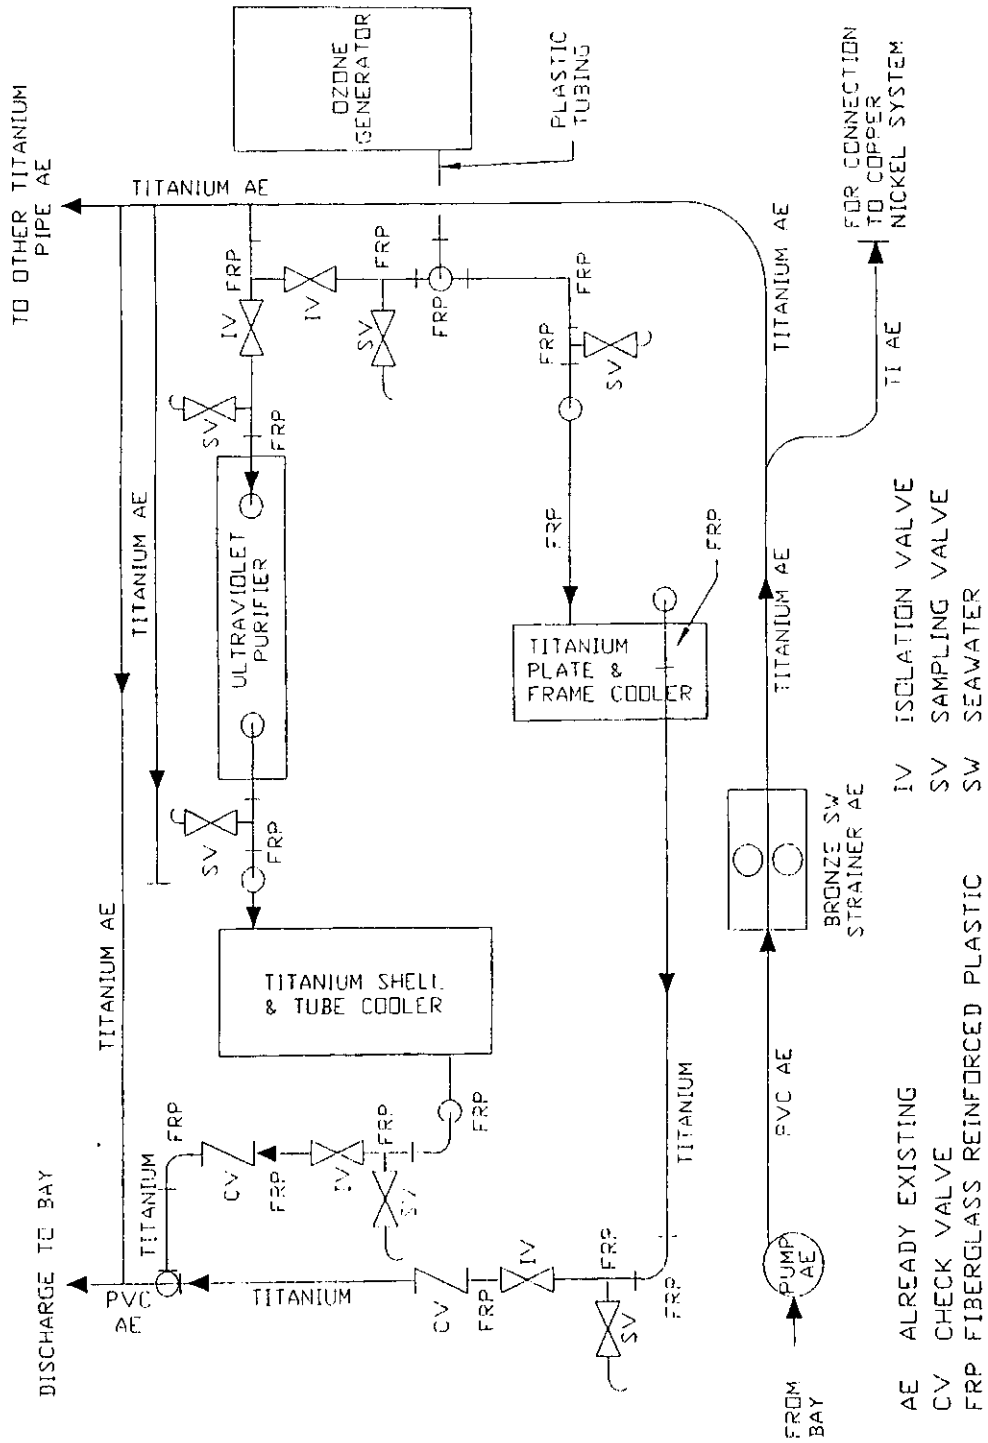 TO OTHER TITANIUM
PIPE AE
DISCHARGE TO BAY
TITANIUM AE
TITANIUM AE
TITANIUM AE
OZONE
GENERATOR
PLASTIC
TUBING
FRP
IV
IV
SV
FRP
FRP
FRP
FRP
SV
SV
FRP
ULTRAVIOLET
PURIFIER
SV
FRP
TITANIUM SHELL
& TUBE COOLER
FRP
FRP
SV
IV
FRP
CV
FRP
TITANIUM
PVC
AE
TITANIUM
CV
FRP
IV
FRP
SV
FRP
TITANIUM
FRP
TITANIUM
PLATE &
FRAME COOLER
FRP
FROM
BAY
PUMP
AE
PVC AE
BRONZE SW
STRAINER AE
TITANIUM AE
TITANIUM AE
TI AE
FOR CONNECTION
TO COPPER
NICKEL SYSTEM
AE ALREADY EXISTING
CV CHECK VALVE
FRP FIBERGLASS REINFORCED PLASTIC
IV ISOLATION VALVE
SV SAMPLING VALVE
SW SEAWATER